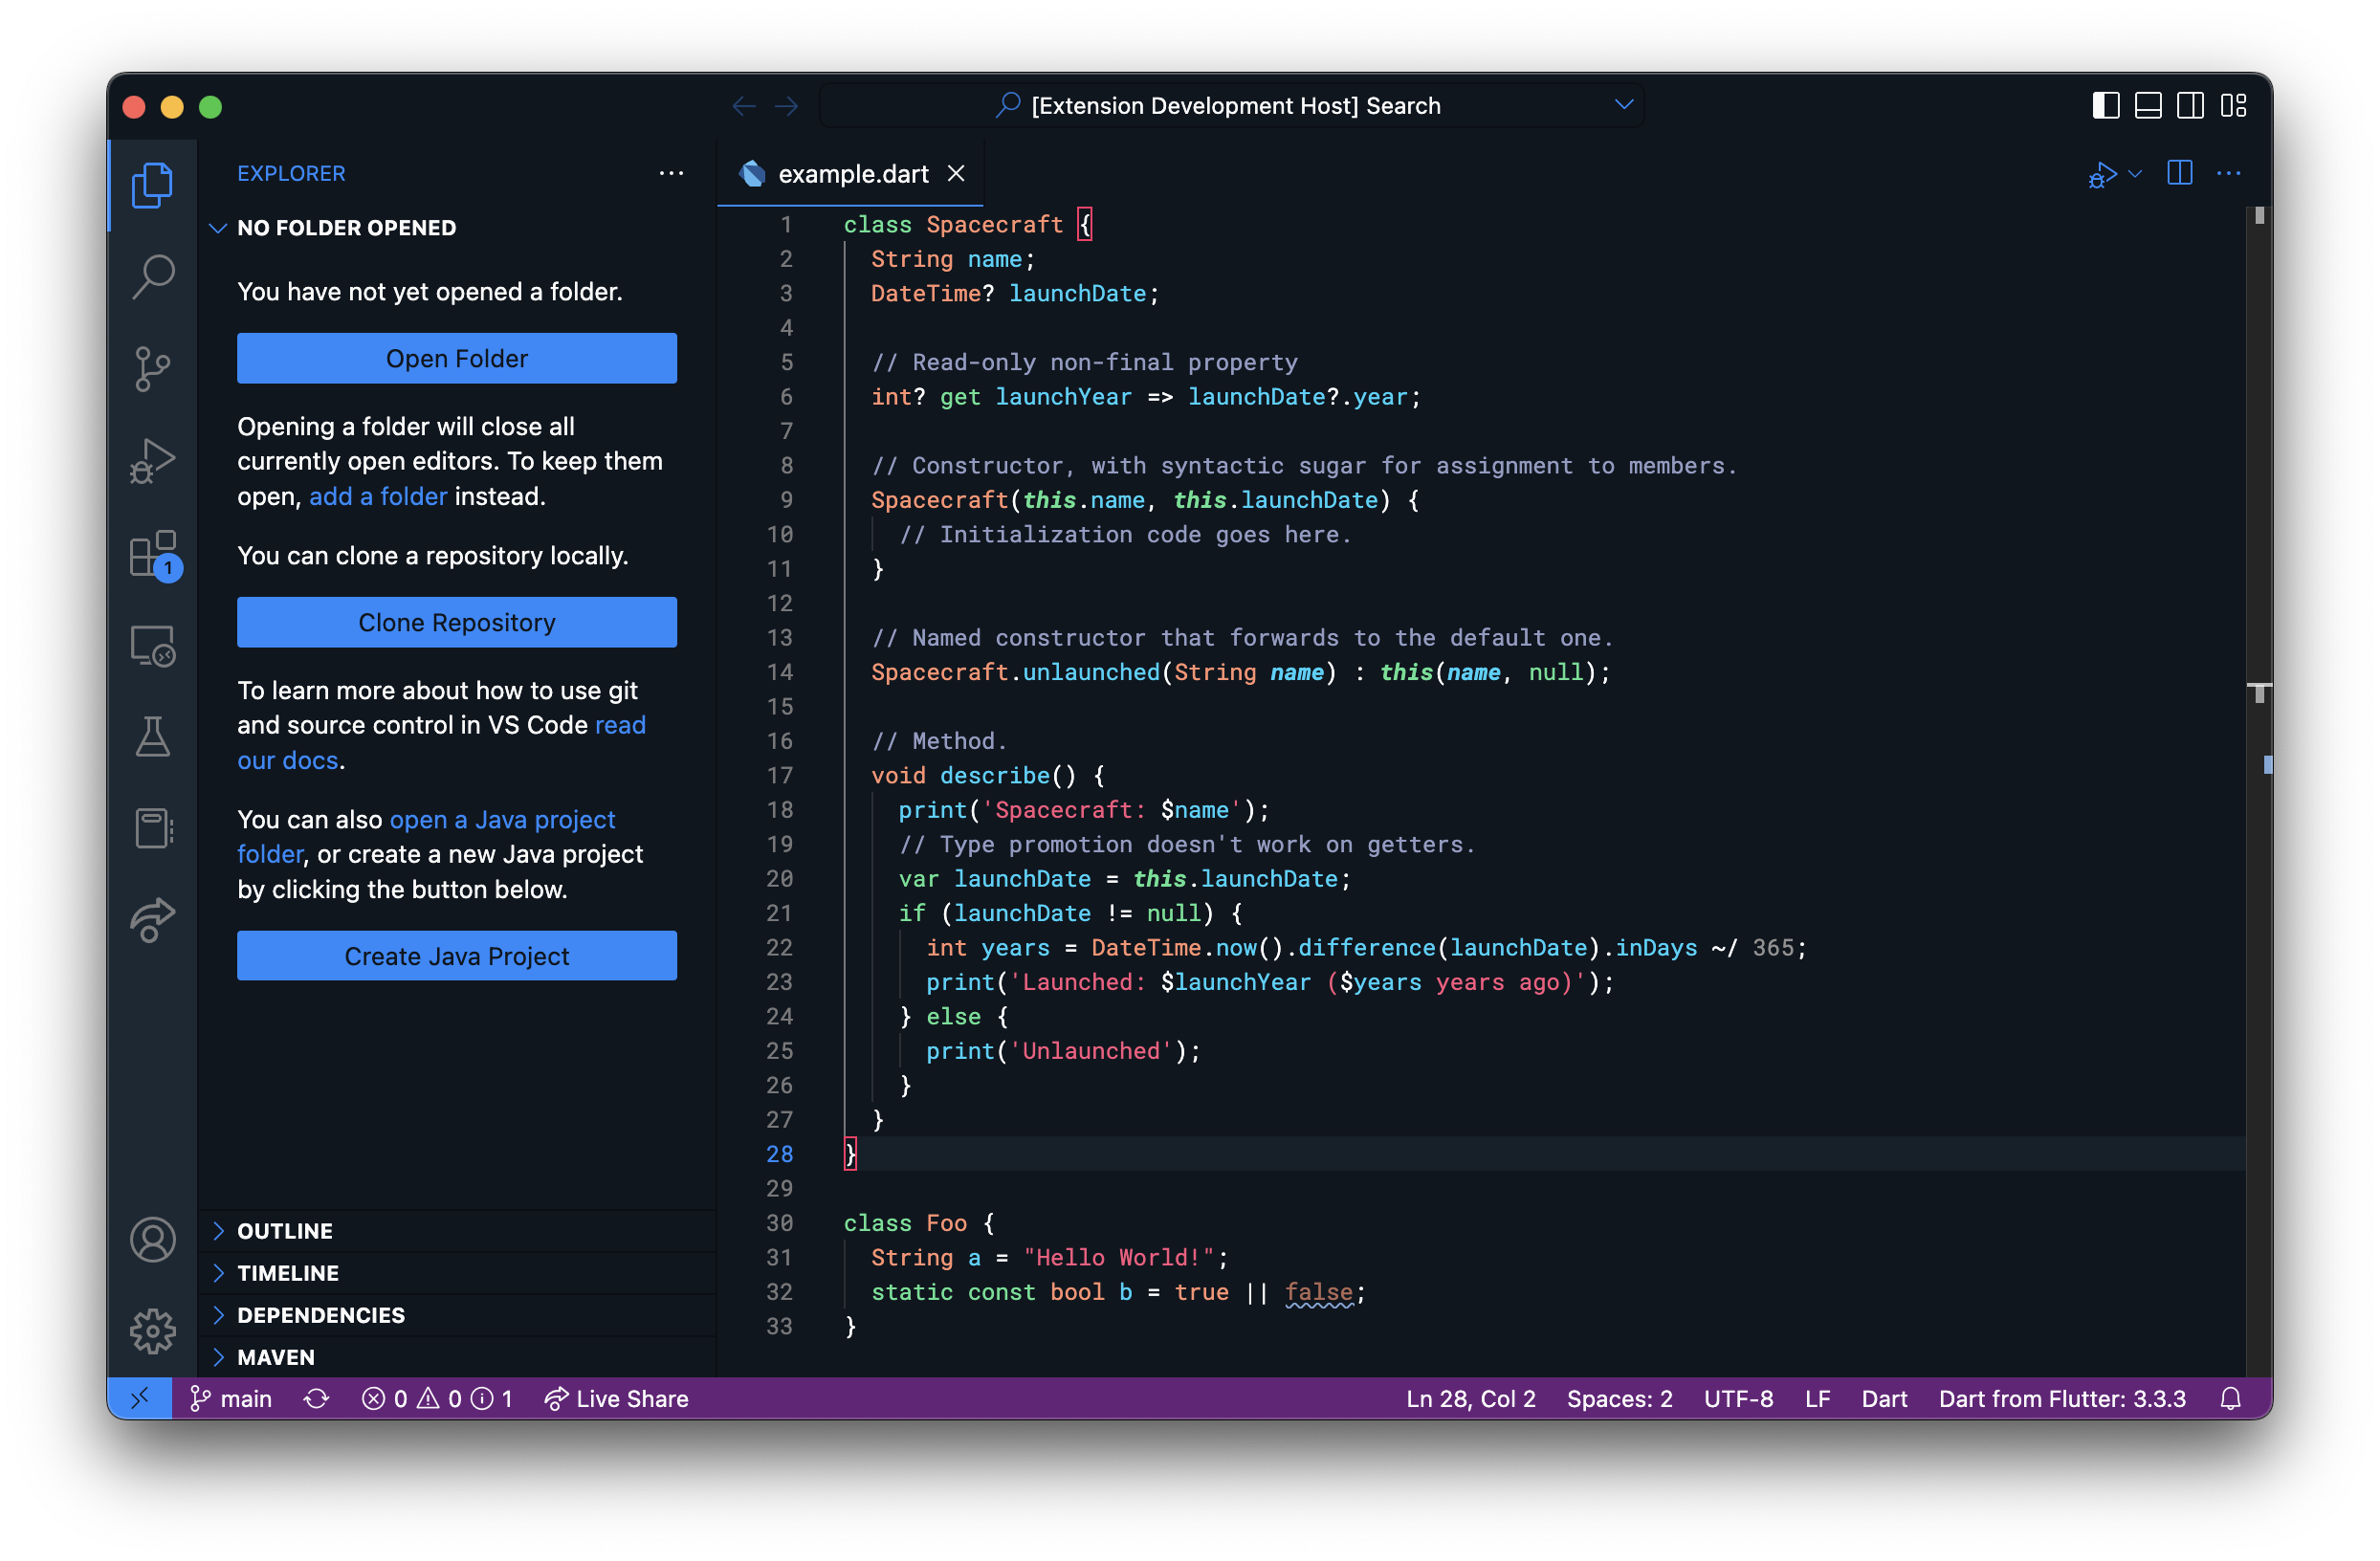 [Extension Development Host] Search
EXPLORER
NO FOLDER OPENED
You have not yet opened a folder.
Open Folder
Opening a folder will close all
currently open editors. To keep them
open, add a folder instead.
You can clone a repository locally.
Clone Repository
To learn more about how to use git
and source control in VS Code read
our docs.
You can also open a Java project
folder, or create a new Java project
by clicking the button below.
Create Java Project
OUTLINE
TIMELINE
DEPENDENCIES
MAVEN
1
example.dart
1 class Spacecraft {
2   String name;
3   DateTime? launchDate;
4
5   // Read-only non-final property
6   int? get launchYear => launchDate?.year;
7
8   // Constructor, with syntactic sugar for assignment to members.
9   Spacecraft(this.name, this.launchDate) {
10     // Initialization code goes here.
11   }
12
13   // Named constructor that forwards to the default one.
14   Spacecraft.unlaunched(String name) : this(name, null);
15
16   // Method.
17   void describe() {
18     print('Spacecraft: $name');
19     // Type promotion doesn't work on getters.
20     var launchDate = this.launchDate;
21     if (launchDate != null) {
22       int years = DateTime.now().difference(launchDate).inDays ~/ 365;
23       print('Launched: $launchYear ($years years ago)');
24     } else {
25       print('Unlaunched');
26     }
27   }
28 }
29
30 class Foo {
31   String a = "Hello World!";
32   static const bool b = true || false;
33 }
main 0 0 1 Live Share Ln 28, Col 2 Spaces: 2 UTF-8 LF Dart Dart from Flutter: 3.3.3